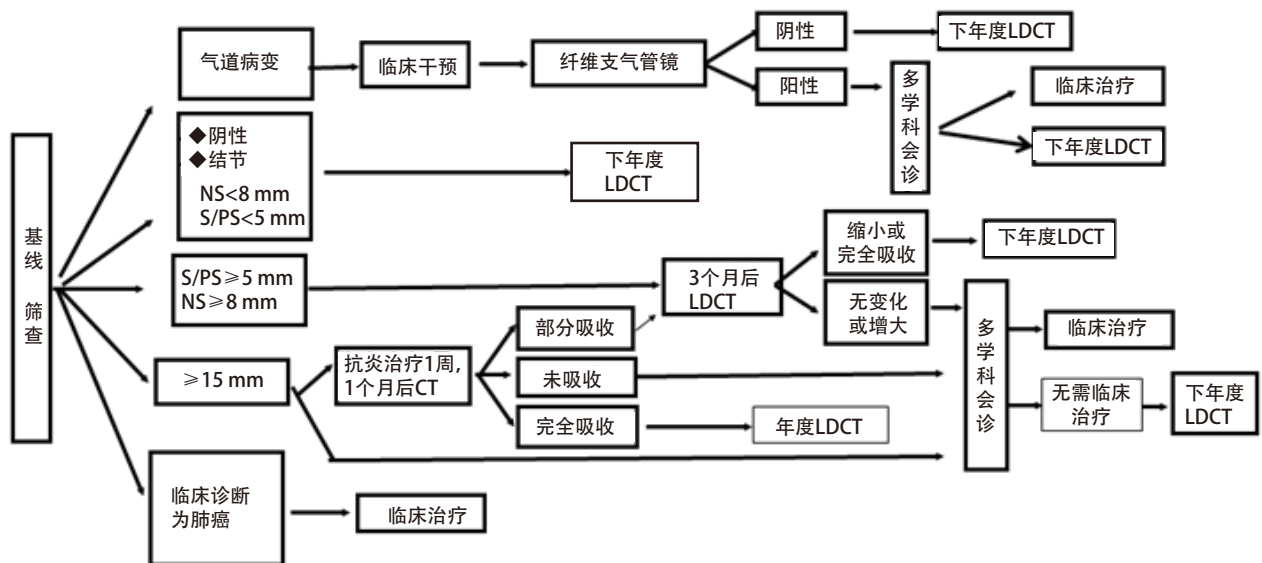 基线 筛查
气道病变
临床干预
纤维支气管镜
阴性
下年度LDCT
阳性
多学科会诊
临床治疗
下年度LDCT
◆阴性
◆结节
NS<8 mm
S/PS<5 mm
下年度
LDCT
S/PS≥5 mm
NS≥8 mm
3个月后
LDCT
缩小或
完全吸收
下年度LDCT
无变化
或增大
多学科会诊
临床治疗
无需临床
治疗
下年度
LDCT
≥15 mm
抗炎治疗1周,
1个月后CT
部分吸收
未吸收
完全吸收
年度LDCT
临床诊断
为肺癌
临床治疗